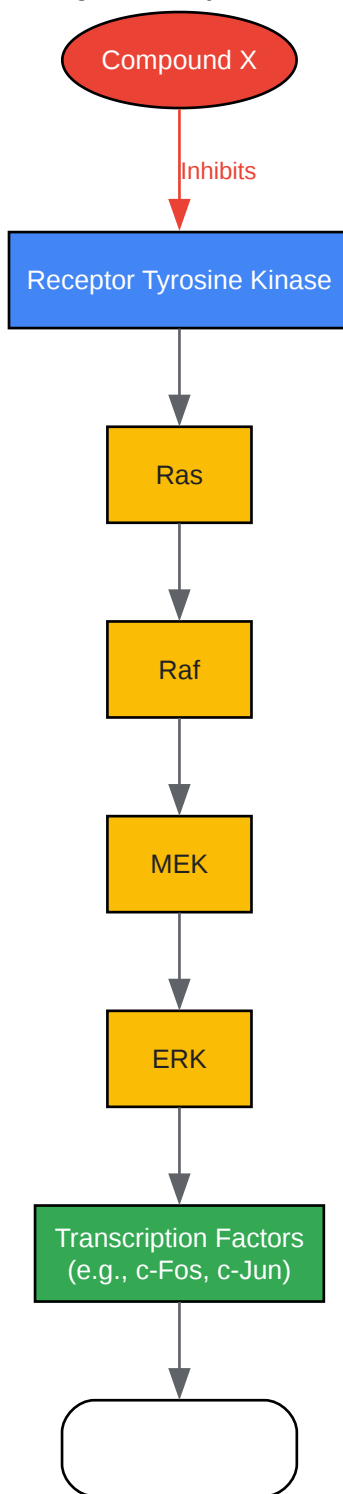 Compound X
Inhibits
Receptor Tyrosine Kinase
Ras
Raf
MEK
ERK
Transcription Factors
(e.g., c-Fos, c-Jun)